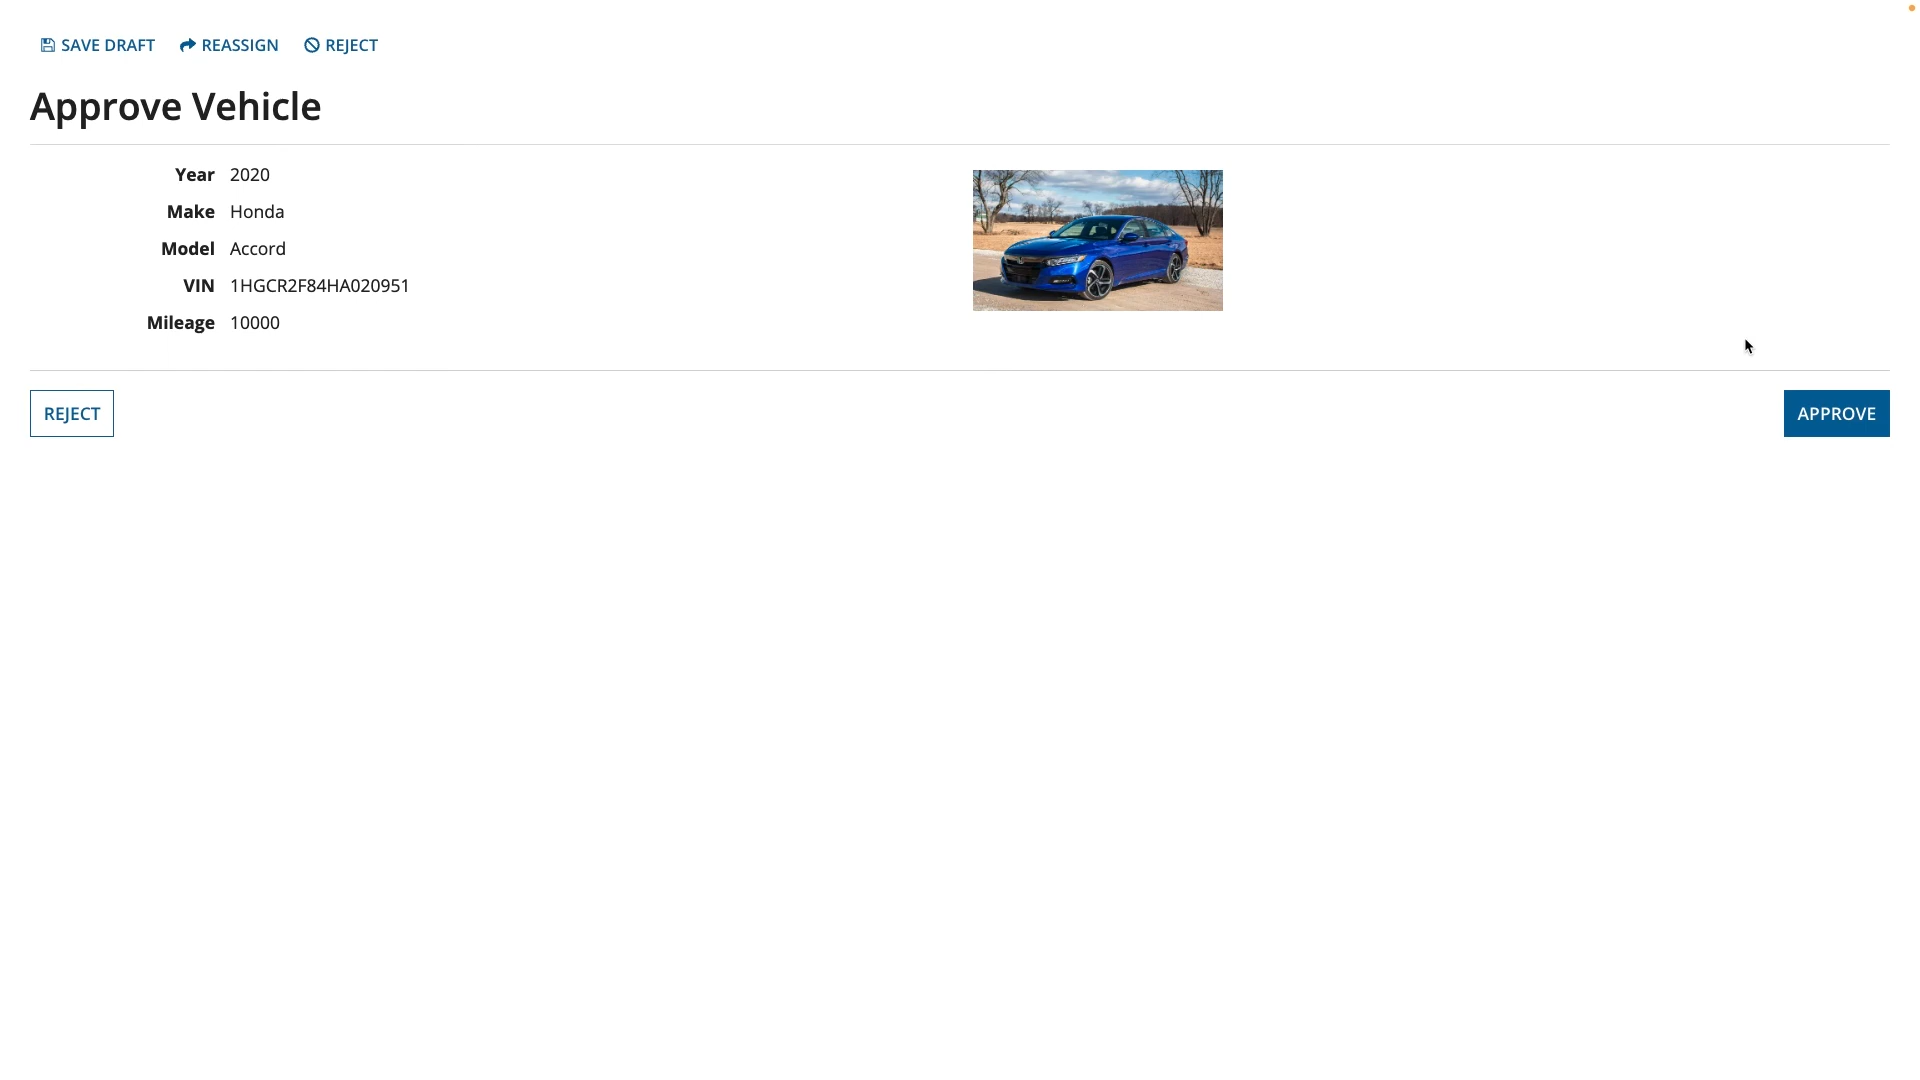 SAVE DRAFT REASSIGN REJECT
Approve Vehicle
Year 2020
Make Honda
Model Accord
VIN 1HGCR2F84HA020951
Mileage 10000
REJECT APPROVE